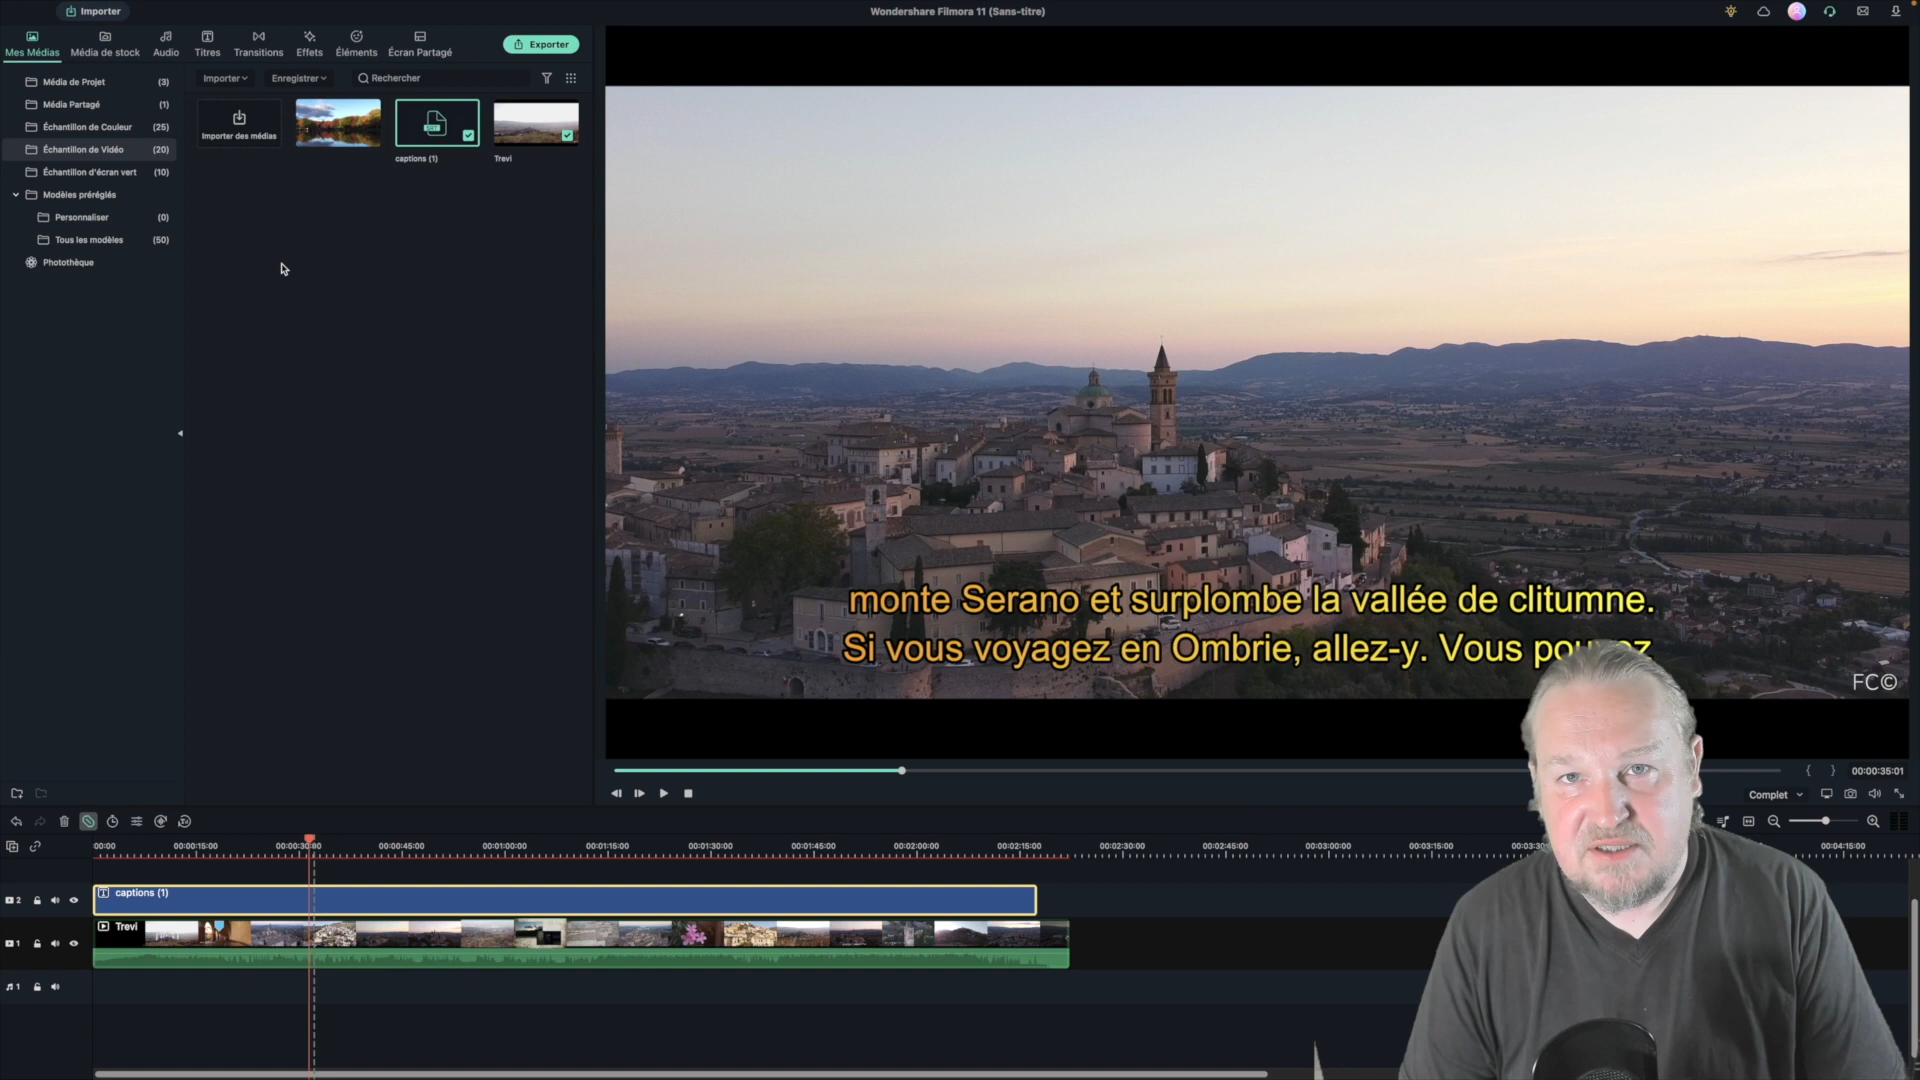 Importer
Wondershare Filmora 11 (Sans-titre)
Mes Médias
Média de stock
Audio
Titres
Transitions
Effets
Éléments
Écran Partagé
Exporter
Média de Projet (3)
Média Partagé (1)
Échantillon de Couleur (25)
Échantillon de Vidéo (20)
Échantillon d'écran vert (10)
Modèles préréglés
Personnaliser (0)
Tous les modèles (50)
Photothèque
Importer
Enregistrer
Rechercher
Importer des médias
SRT
captions (1)
Trevi
monte Serano et surplombe la vallée de clitumne.
Si vous voyagez en Ombrie, allez-y. Vous
FC©
00:00:35:01
Complet
00:00
00:00:15:00
00:00:30:00
00:00:45:00
00:01:00:00
00:01:15:00
00:01:30:00
00:01:45:00
00:02:00:00
00:02:15:00
00:02:30:00
00:02:45:00
00:03:00:00
00:03:15:00
00:04:15:00
2
captions (1)
1
Trevi
1